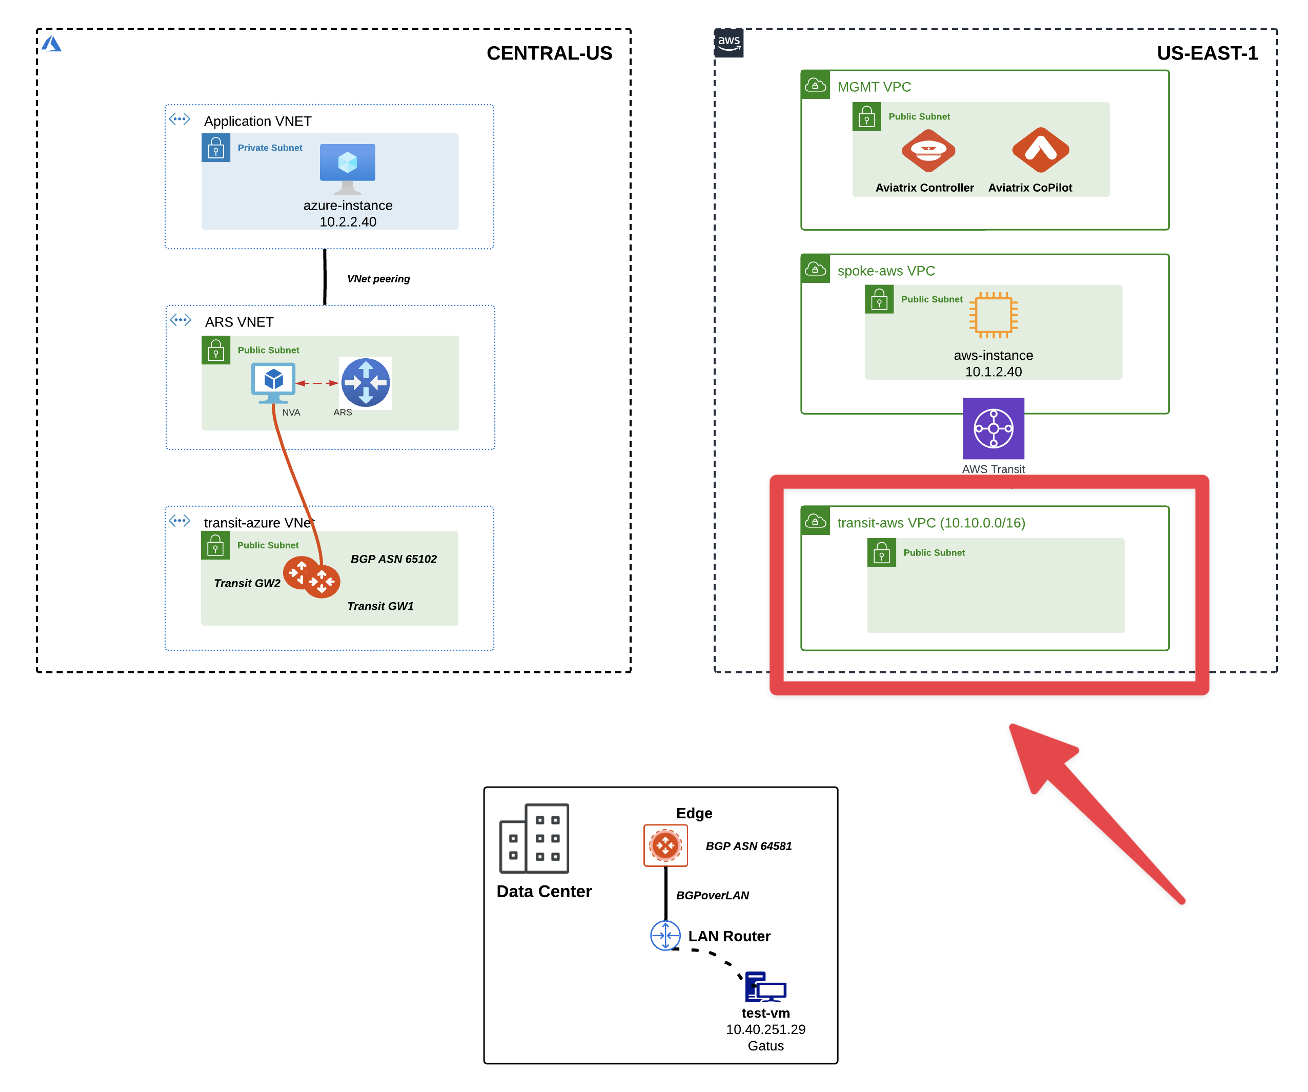 CENTRAL-US
Application VNET
Private Subnet
azure-instance
10.2.2.40
VNet peering
ARS VNET
Public Subnet
NVA
ARS
transit-azure VNet
Public Subnet
BGP ASN 65102
Transit GW2
Transit GW1
aws
US-EAST-1
MGMT VPC
Public Subnet
Aviatrix Controller
Aviatrix CoPilot
spoke-aws VPC
Public Subnet
aws-instance
10.1.2.40
AWS Transit
transit-aws VPC (10.10.0.0/16)
Public Subnet
Data Center
Edge
BGP ASN 64581
BGPoverLAN
LAN Router
test-vm
10.40.251.29
Gatus